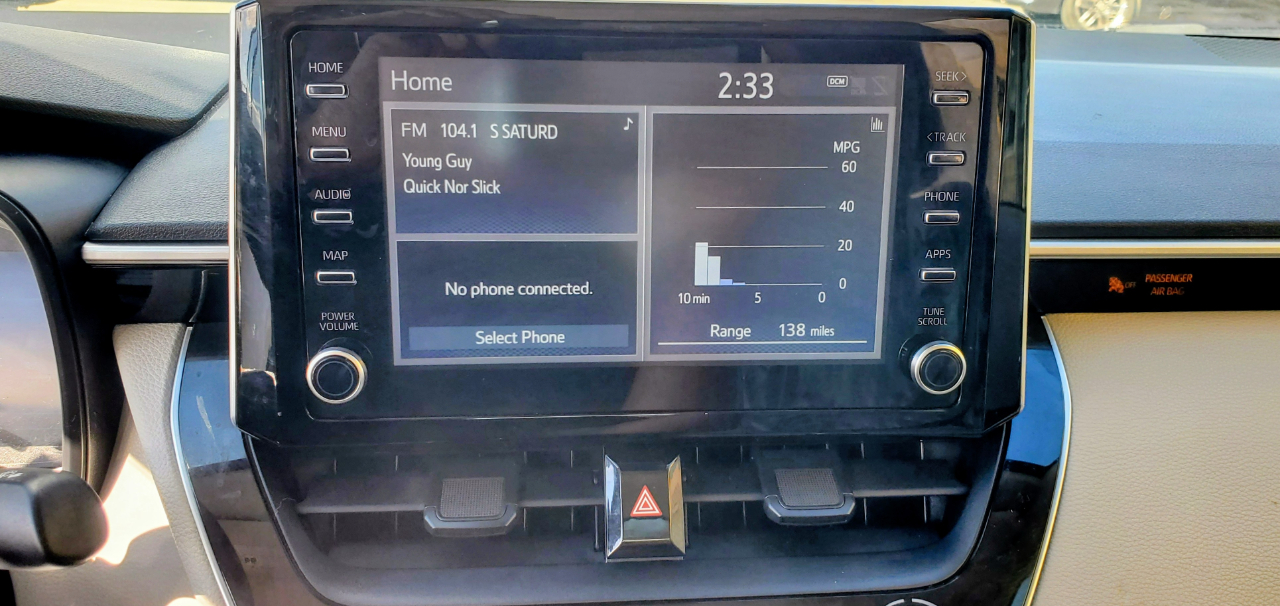 HOME
MENU
AUDIO
MAP
POWER
VOLUME
Home
2:33
DCM
FM 104.1 S SATURD
Young Guy
Quick Nor Slick
No phone connected.
Select Phone
MPG
60
40
20
0
10 min 5 0
Range 138 miles
SEEK >
< TRACK
PHONE
APPS
TUNE
SCROLL
OFF
PASSENGER
AIR BAG